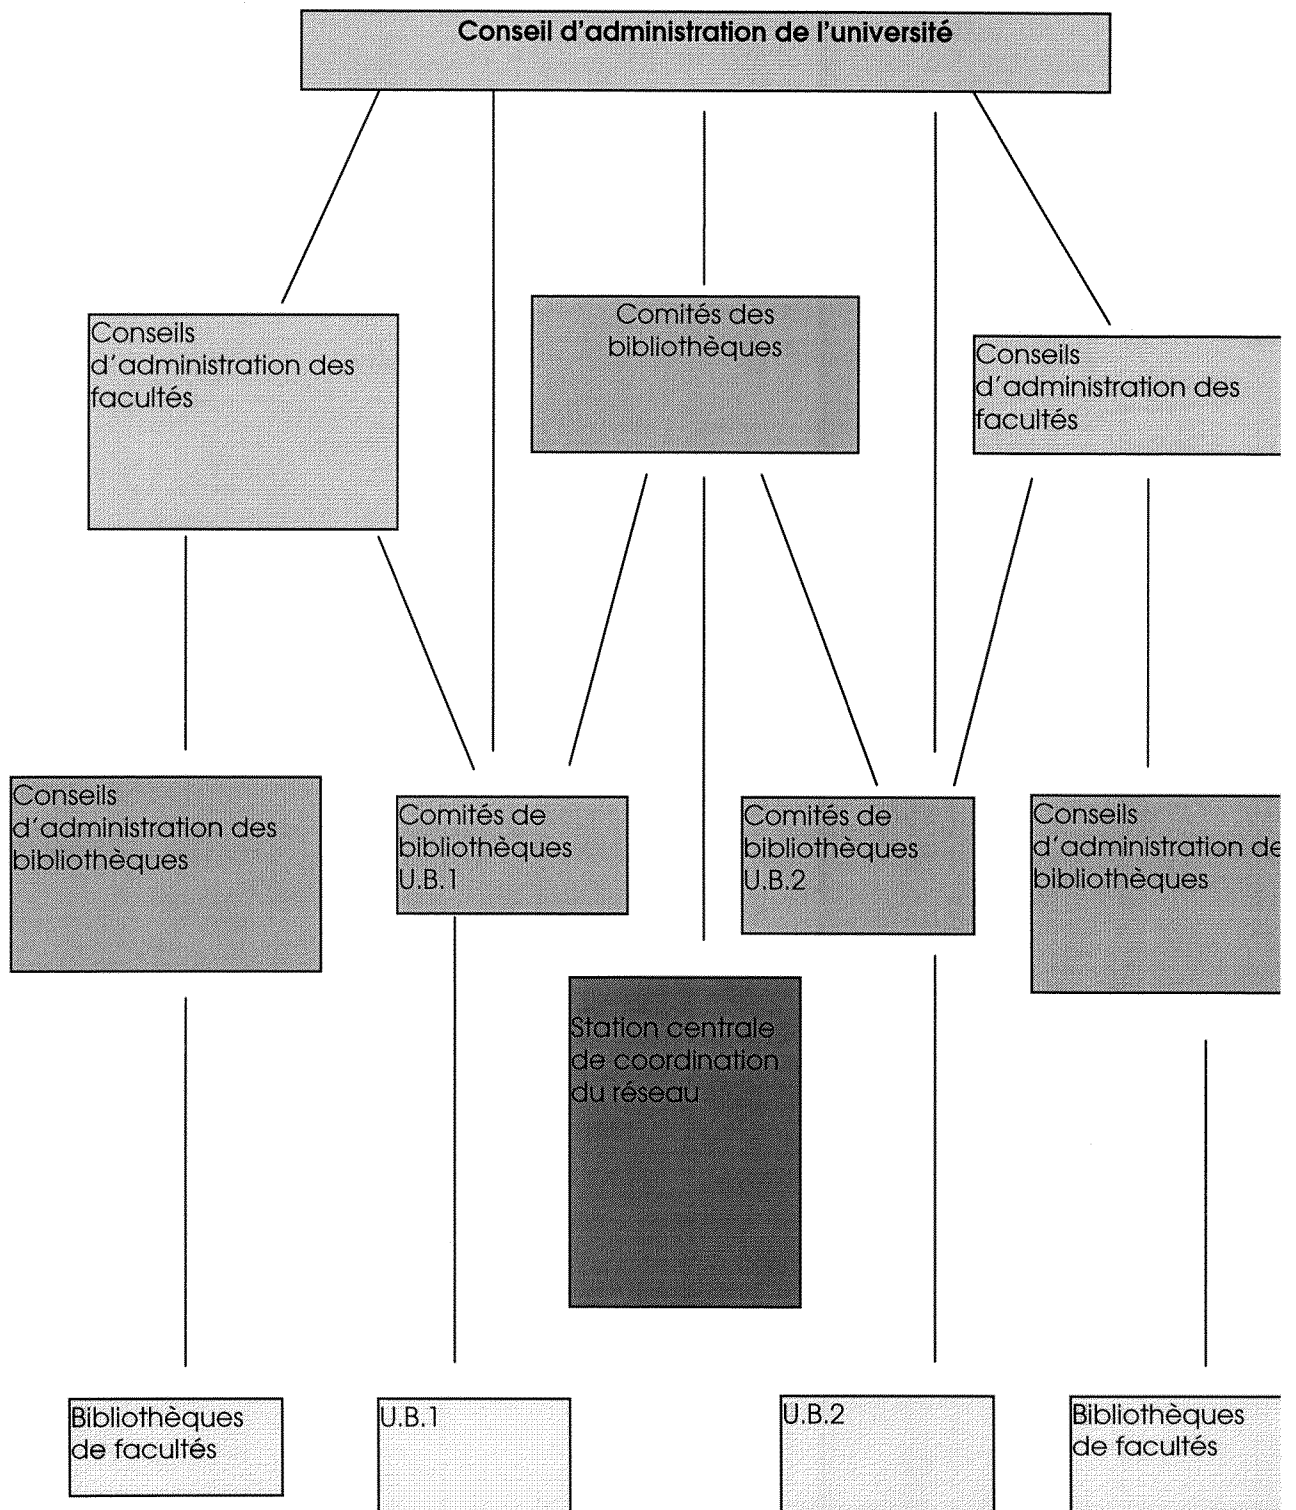 Conseil d'administration de l'université
Conseils
d'administration des
facultés
Comités des
bibliothèques
Conseils
d'administration des
facultés
Conseils
d'administration des
bibliothèques
Comités de
bibliothèques
U.B.1
Comités de
bibliothèques
U.B.2
Conseils
d'administration de
bibliothèques
Station centrale
de coordination
du réseau
Bibliothèques
de facultés
U.B.1
U.B.2
Bibliothèques
de facultés